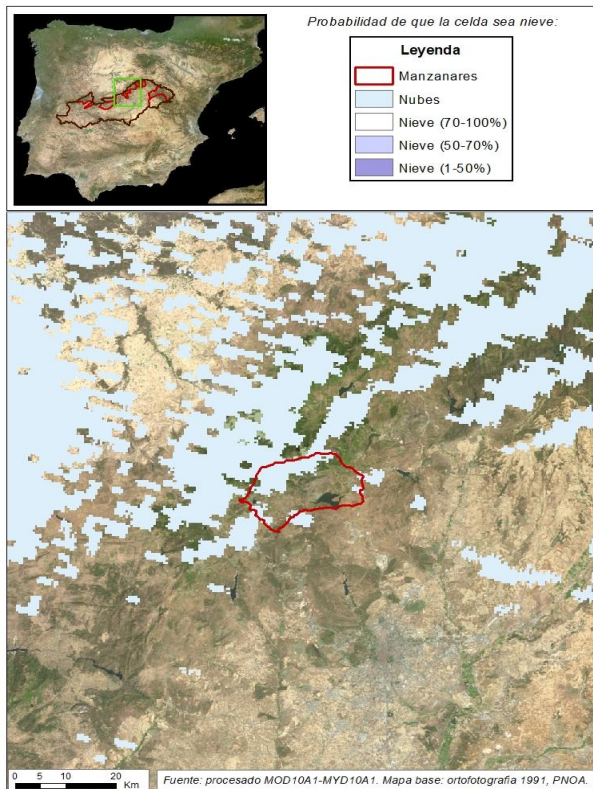 Probabilidad de que la celda sea nieve:
Leyenda
Manzanares
Nubes
Nieve (70-100%)
Nieve (50-70%)
Nieve (1-50%)
0 5 10 20
Km
Fuente: procesado MOD10A1-MYD10A1. Mapa base: ortofotografia 1991, PNOA.